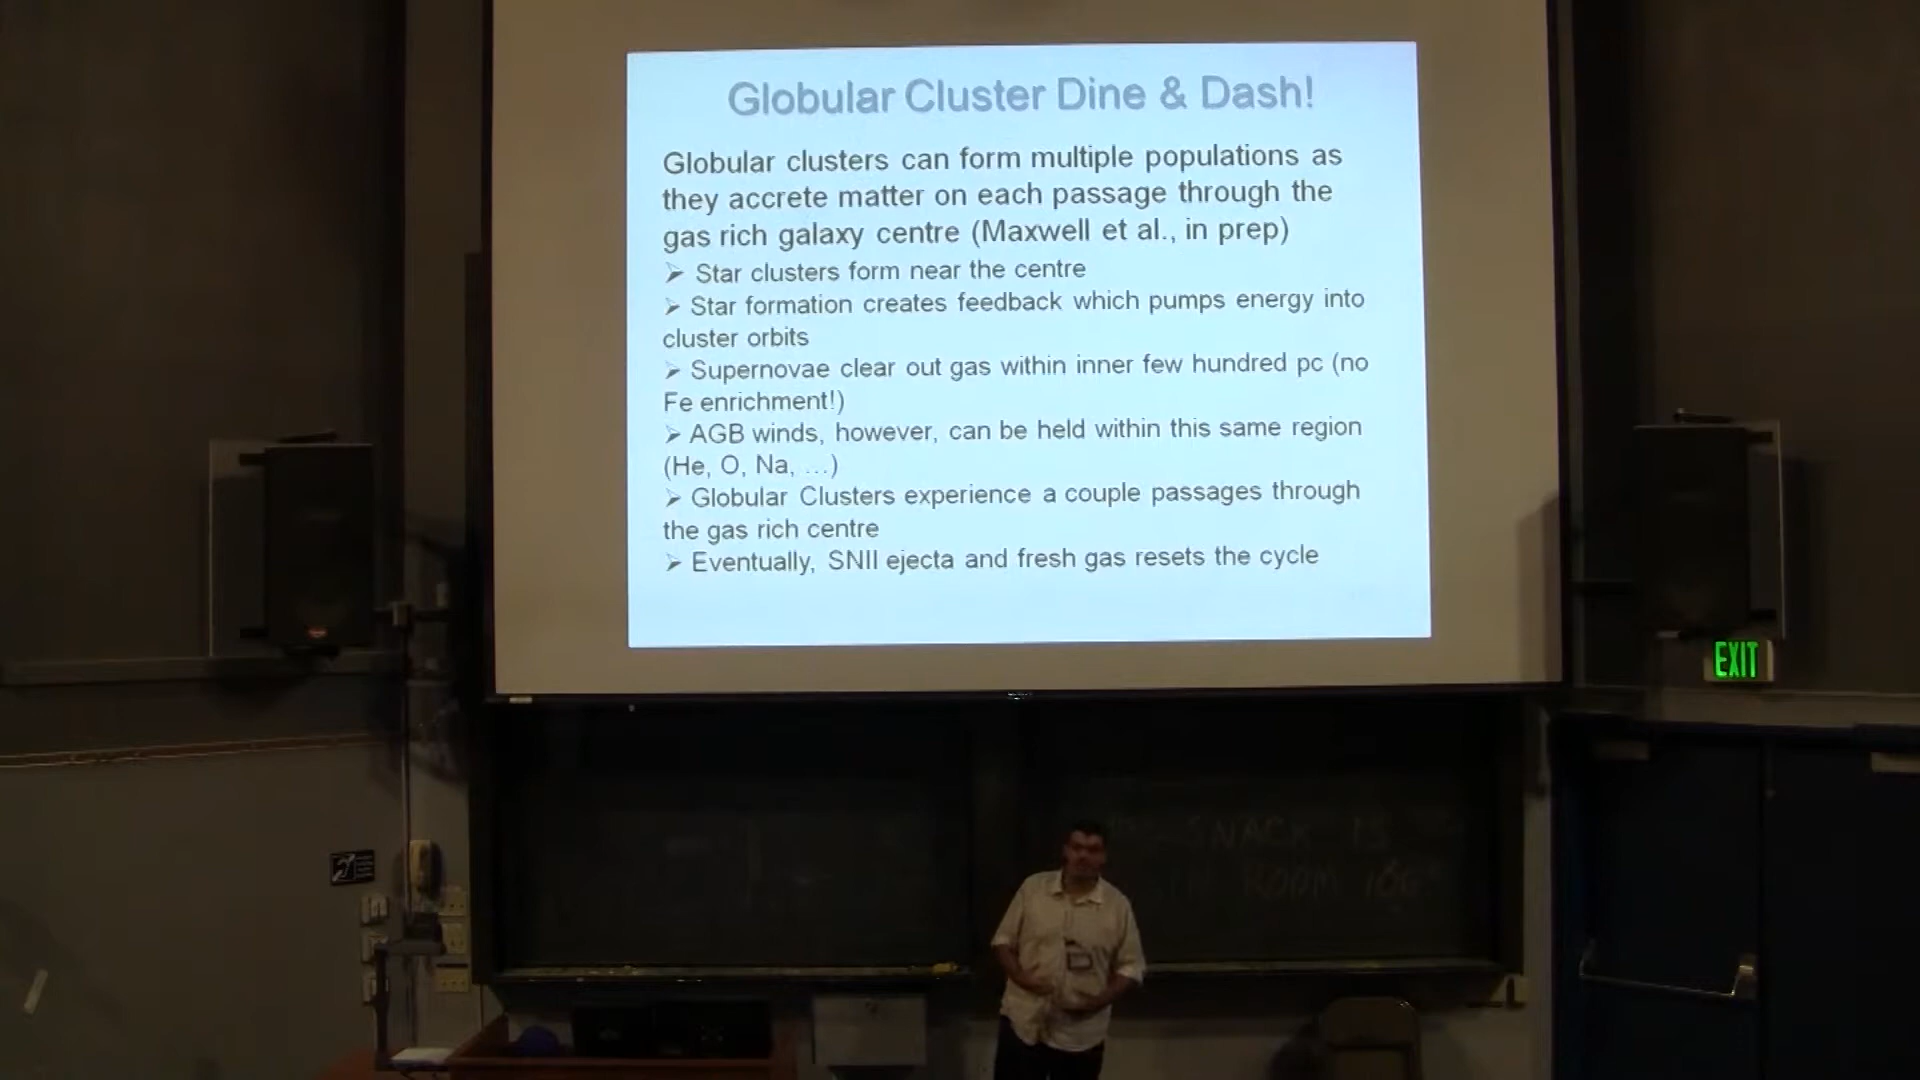 Globular Cluster Dine & Dash!
Globular clusters can form multiple populations as
they accrete matter on each passage through the
gas rich galaxy centre (Maxwell et al., in prep)
➢ Star clusters form near the centre
➢ Star formation creates feedback which pumps energy into
cluster orbits
➢ Supernovae clear out gas within inner few hundred pc (no
Fe enrichment!)
➢ AGB winds, however, can be held within this same region
(He, O, Na, ...)
➢ Globular Clusters experience a couple passages through
the gas rich centre
➢ Eventually, SNII ejecta and fresh gas resets the cycle
EXIT
SNACK IS
IN ROOM